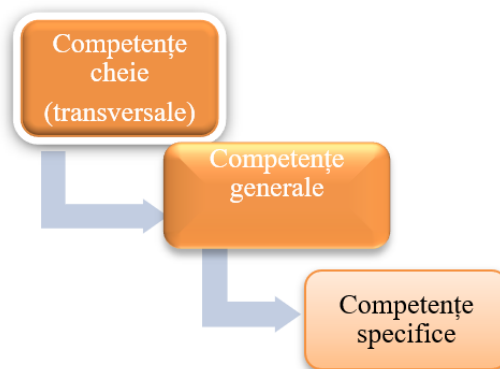 Competențe
cheie
(transversale)
Competențe
generale
Competențe
specifice